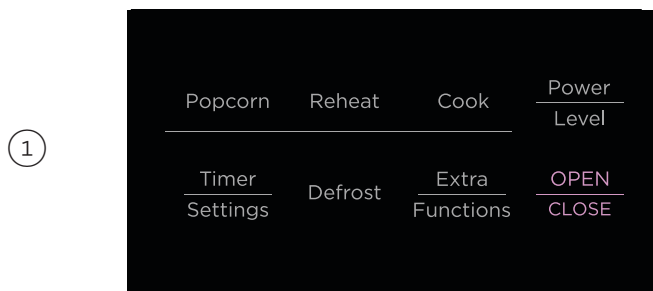 1
Popcorn Reheat Cook Power
Level
Timer Defrost Extra OPEN
Settings Functions CLOSE